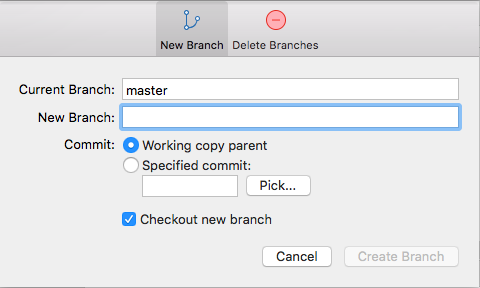 New Branch Delete Branches
Current Branch: master
New Branch:
Commit: Working copy parent
Specified commit:
Pick...
Checkout new branch
Cancel Create Branch